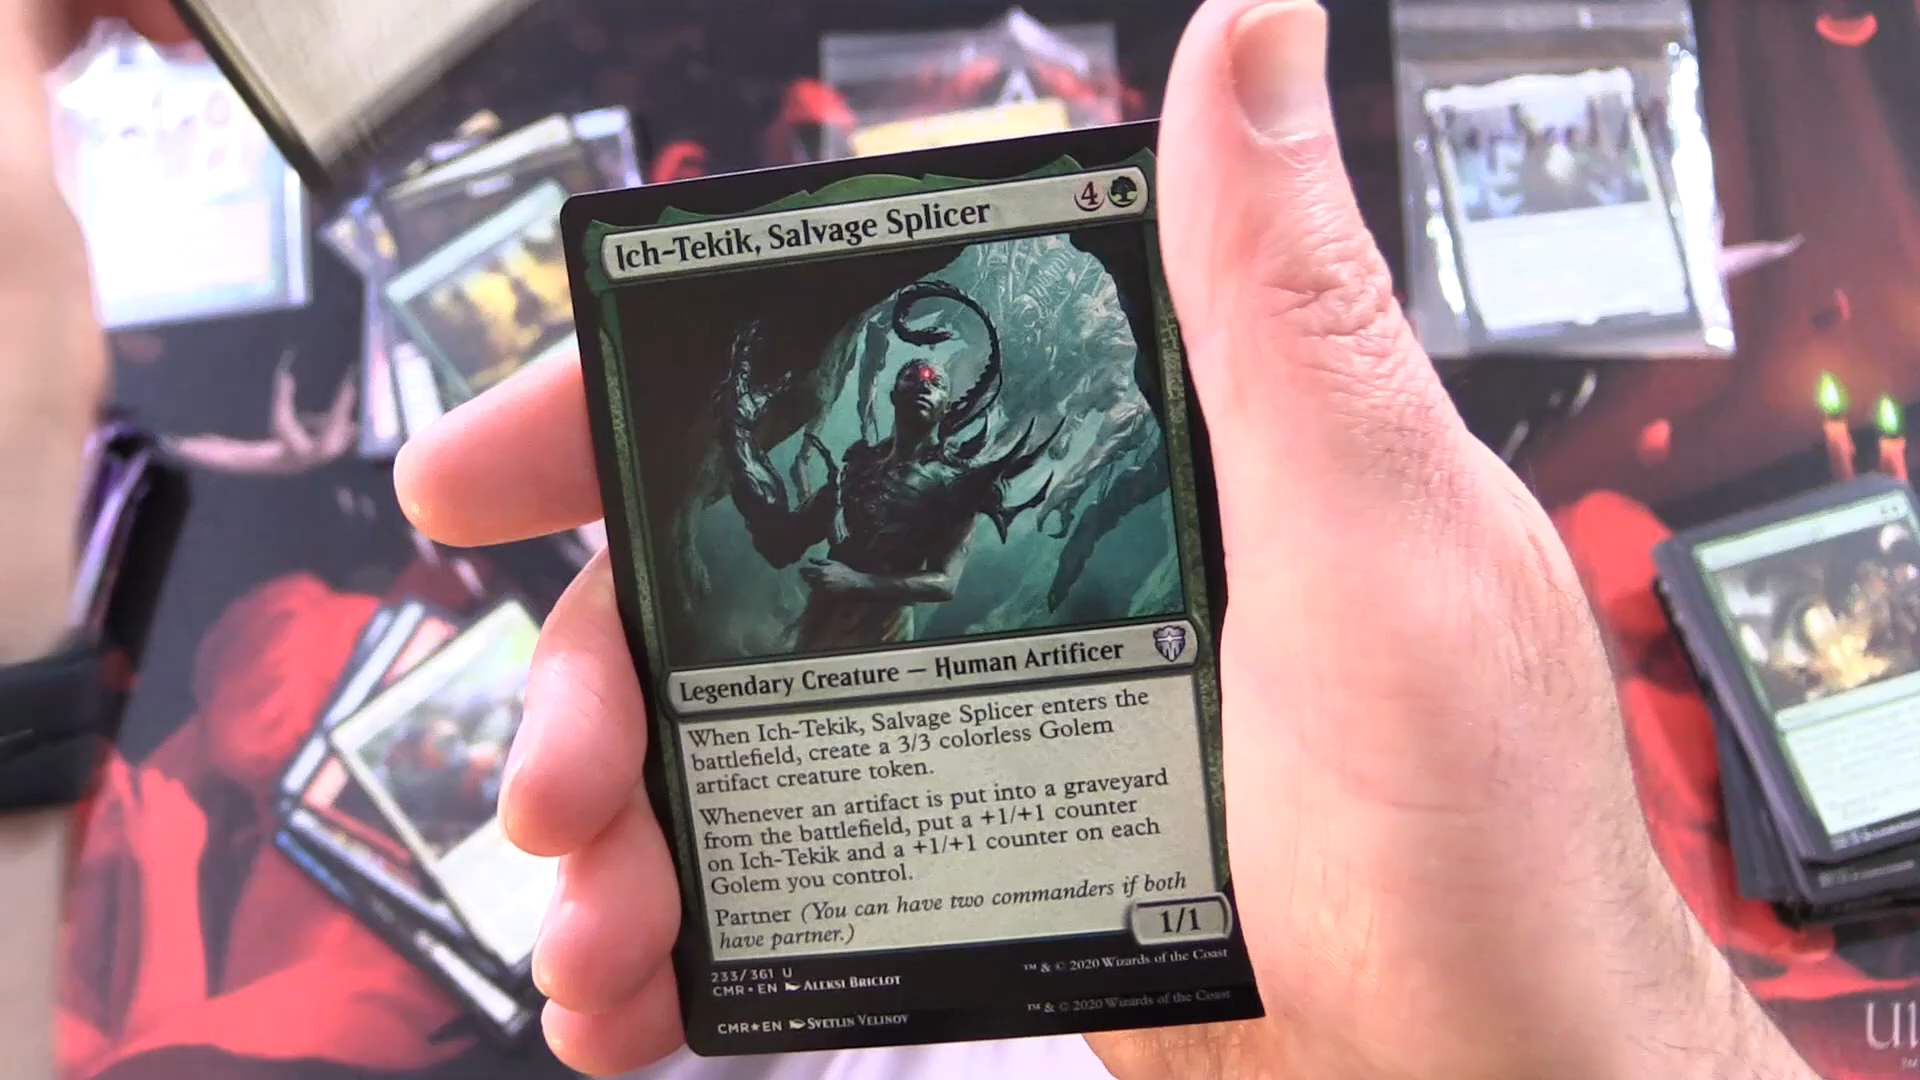 Ich-Tekik, Salvage Splicer 4
Legendary Creature — Human Artificer
When Ich-Tekik, Salvage Splicer enters the
battlefield, create a 3/3 colorless Golem
artifact creature token.
Whenever an artifact is put into a graveyard
from the battlefield, put a +1/+1 counter
on Ich-Tekik and a +1/+1 counter on each
Golem you control.
Partner (You can have two commanders if both
have partner.)
1/1
233/361 U
CMR • EN Aleksi Briclot
™ & © 2020 Wizards of the Coast
CMR★EN Svetlin Velinov
™ & © 2020 Wizards of the Coast